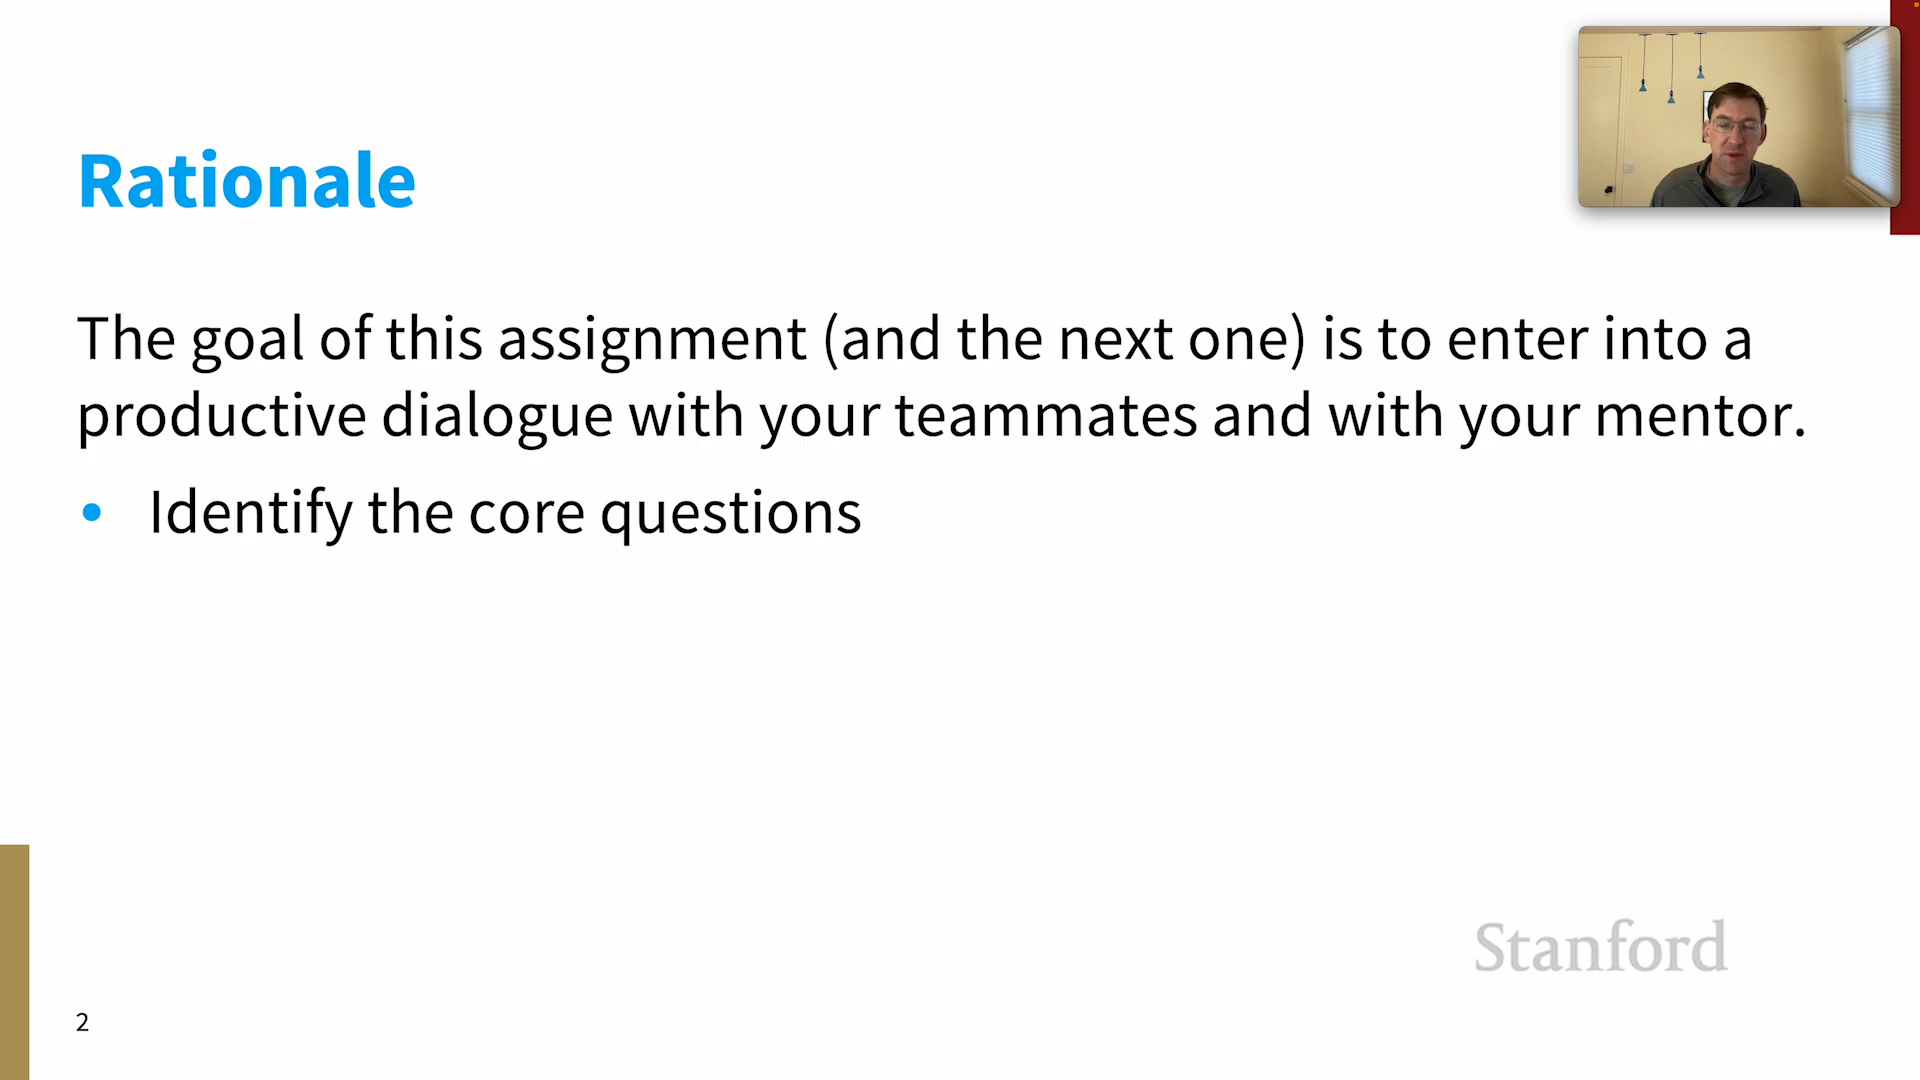 Rationale
The goal of this assignment (and the next one) is to enter into a
productive dialogue with your teammates and with your mentor.
• Identify the core questions
Stanford
2